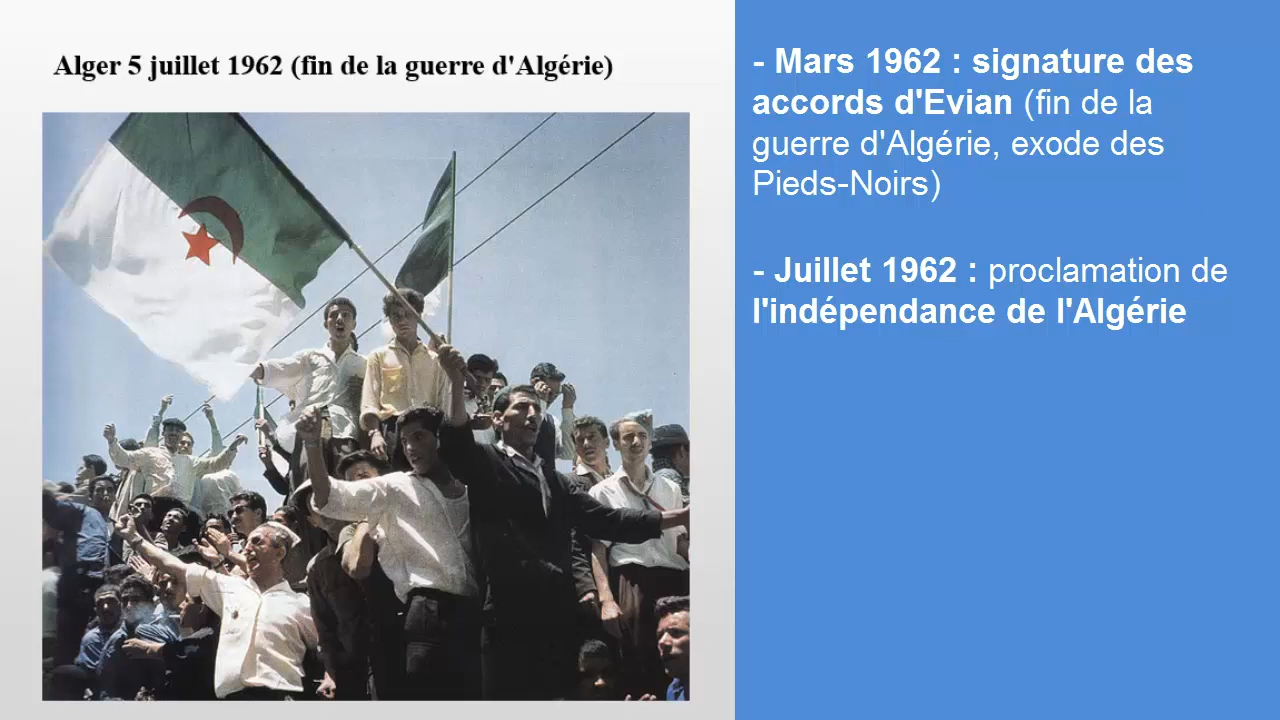 Alger 5 juillet 1962 (fin de la guerre d'Algérie)
- Mars 1962 : signature des
accords d'Evian (fin de la
guerre d'Algérie, exode des
Pieds-Noirs)
- Juillet 1962 : proclamation de
l'indépendance de l'Algérie